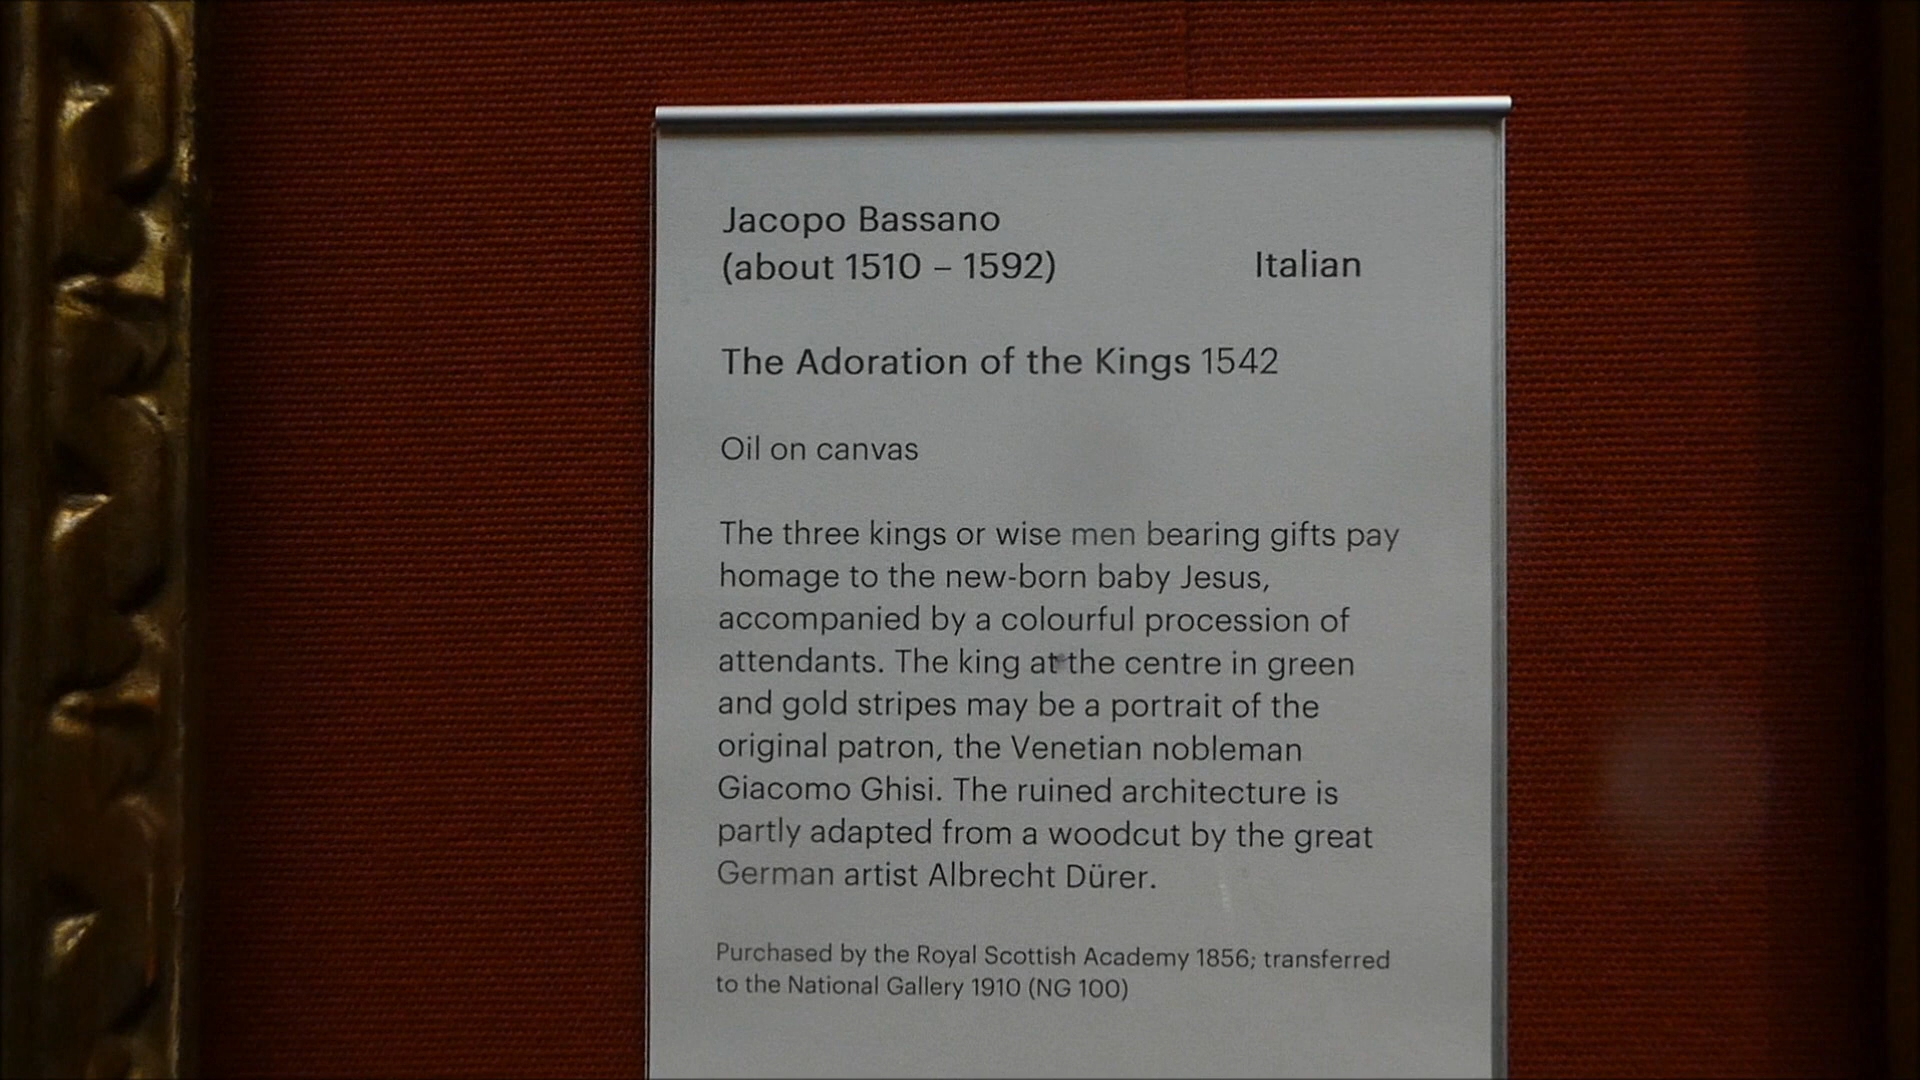 Jacopo Bassano
(about 1510 – 1592) Italian
The Adoration of the Kings 1542
Oil on canvas
The three kings or wise men bearing gifts pay
homage to the new-born baby Jesus,
accompanied by a colourful procession of
attendants. The king at the centre in green
and gold stripes may be a portrait of the
original patron, the Venetian nobleman
Giacomo Ghisi. The ruined architecture is
partly adapted from a woodcut by the great
German artist Albrecht Dürer.
Purchased by the Royal Scottish Academy 1856; transferred
to the National Gallery 1910 (NG 100)